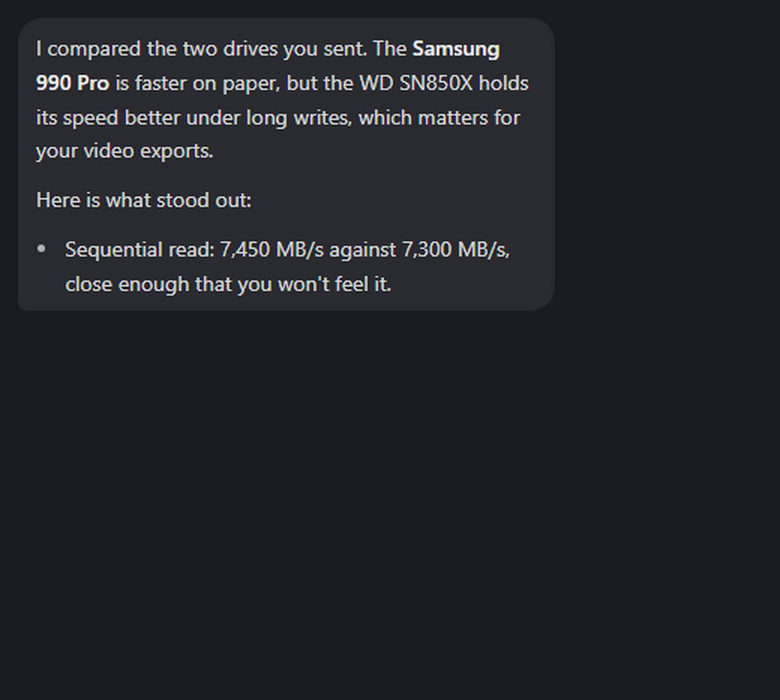 I compared the two drives you sent. The Samsung
990 Pro is faster on paper, but the WD SN850X holds
its speed better under long writes, which matters for
your video exports.
Here is what stood out:
• Sequential read: 7,450 MB/s against 7,300 MB/s,
close enough that you won't feel it.